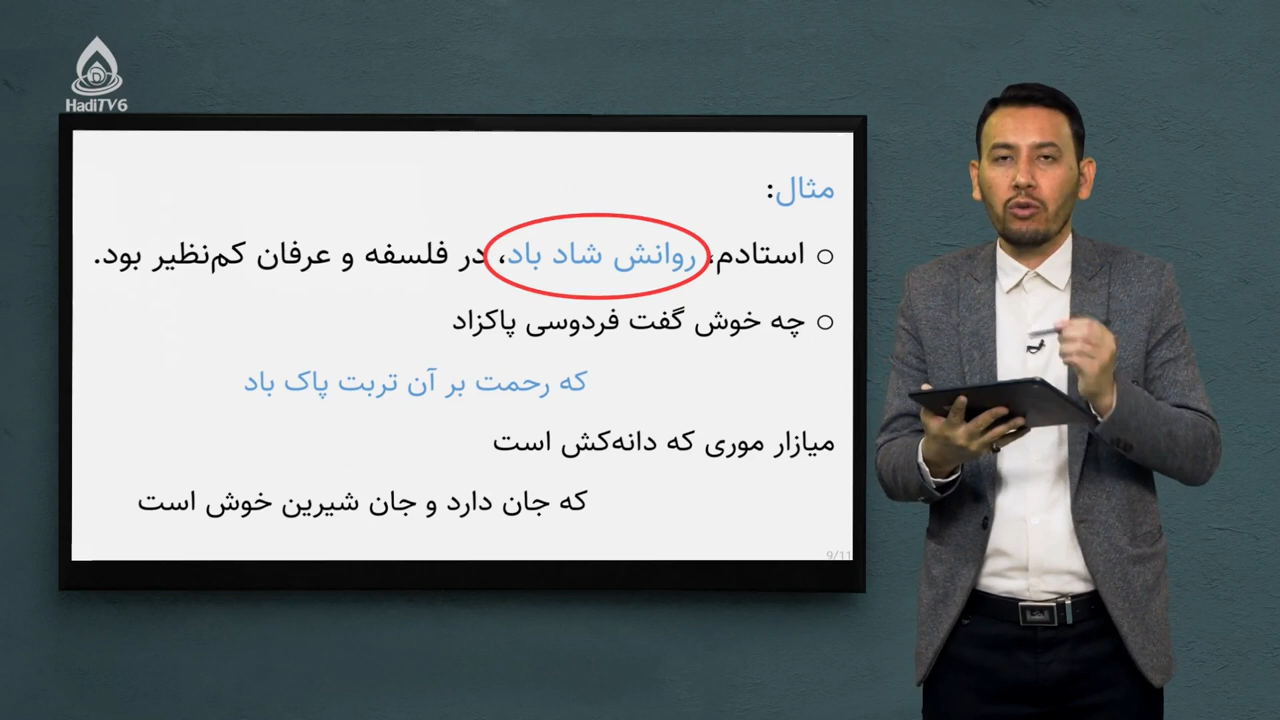 HadiTV6
مثال:
○ استادم، روانش شاد باد، در فلسفه و عرفان کم‌نظیر بود.
○ چه خوش گفت فردوسی پاکزاد
که رحمت بر آن تربت پاک باد
میازار موری که دانه‌کش است
که جان دارد و جان شیرین خوش است
9/11